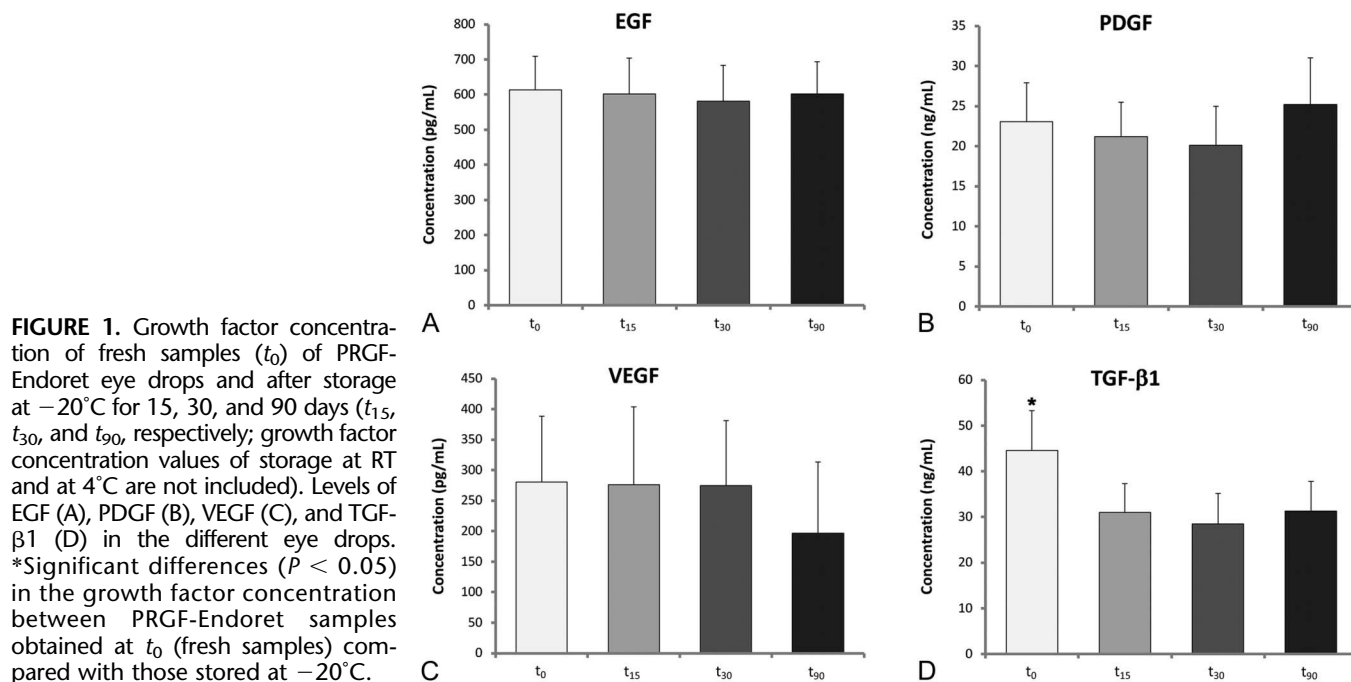 FIGURE 1. Growth factor concentra-
tion of fresh samples (t₀) of PRGF-
Endoret eye drops and after storage
at −20°C for 15, 30, and 90 days (t₁₅,
t₃₀, and t₉₀, respectively; growth factor
concentration values of storage at RT
and at 4°C are not included). Levels of
EGF (A), PDGF (B), VEGF (C), and TGF-
β1 (D) in the different eye drops.
*Significant differences (P < 0.05)
in the growth factor concentration
between PRGF-Endoret samples
obtained at t₀ (fresh samples) com-
pared with those stored at −20°C.
EGF
Concentration (pg/mL)
800
700
600
500
400
300
200
100
0
t₀ t₁₅ t₃₀ t₉₀
A
PDGF
Concentration (ng/mL)
35
30
25
20
15
10
5
0
t₀ t₁₅ t₃₀ t₉₀
B
VEGF
Concentration (pg/mL)
450
400
350
300
250
200
150
100
50
0
t₀ t₁₅ t₃₀ t₉₀
C
TGF-β1
Concentration (ng/mL)
60
50
40
30
20
10
0
*
t₀ t₁₅ t₃₀ t₉₀
D